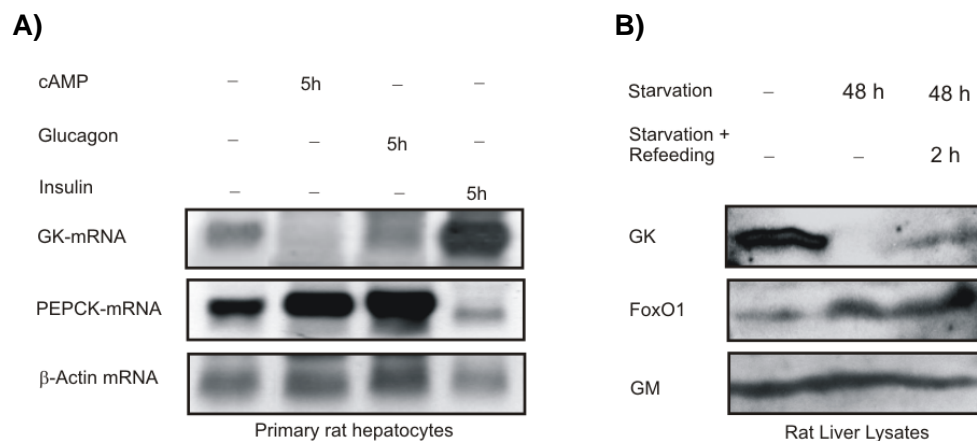 A)
cAMP – 5h – –
Glucagon – – 5h –
Insulin – – – 5h
GK-mRNA
PEPCK-mRNA
β-Actin mRNA
Primary rat hepatocytes
B)
Starvation – 48 h 48 h
Starvation +
Refeeding – – 2 h
GK
FoxO1
GM
Rat Liver Lysates